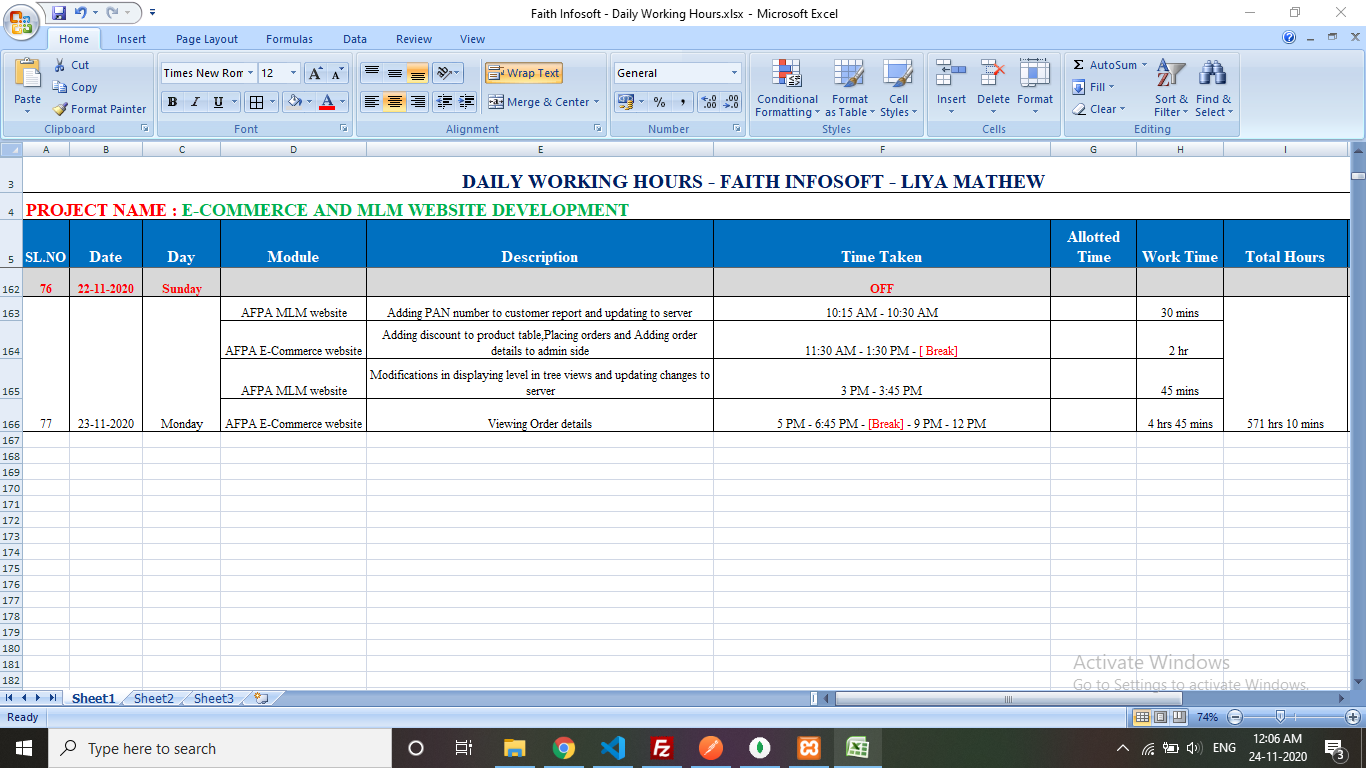 Faith Infosoft - Daily Working Hours.xlsx - Microsoft Excel
Home Insert Page Layout Formulas Data Review View
Paste Cut Copy Format Painter Clipboard
Times New Ror 12 B I U A Font
Wrap Text Merge & Center Alignment
General % , Number
Conditional Formatting Format as Table Cell Styles Styles
Insert Delete Format Cells
Σ AutoSum Fill Clear Sort & Filter Find & Select Editing
A B C D E F G H I
3 DAILY WORKING HOURS - FAITH INFOSOFT - LIYA MATHEW
4 PROJECT NAME : E-COMMERCE AND MLM WEBSITE DEVELOPMENT
5 SL.NO Date Day Module Description Time Taken Allotted Time Work Time Total Hours
162 76 22-11-2020 Sunday OFF
163 AFPA MLM website Adding PAN number to customer report and updating to server 10:15 AM - 10:30 AM 30 mins
164 AFPA E-Commerce website Adding discount to product table,Placing orders and Adding order details to admin side 11:30 AM - 1:30 PM - [ Break] 2 hr
165 AFPA MLM website Modifications in displaying level in tree views and updating changes to server 3 PM - 3:45 PM 45 mins
166 77 23-11-2020 Monday AFPA E-Commerce website Viewing Order details 5 PM - 6:45 PM - [Break] - 9 PM - 12 PM 4 hrs 45 mins 571 hrs 10 mins
167
168
169
170
171
172
173
174
175
176
177
178
179
180
181
182
Activate Windows
Go to Settings to activate Windows.
Sheet1 Sheet2 Sheet3
Ready 74%
Type here to search
ENG 12:06 AM
24-11-2020
3